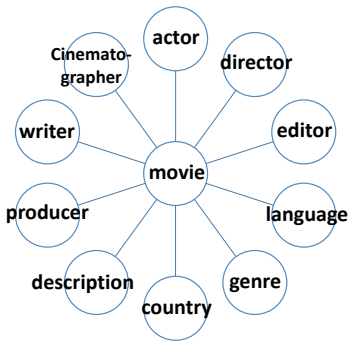 actor
Cinemato-
grapher
director
writer
editor
movie
producer
language
description
genre
country